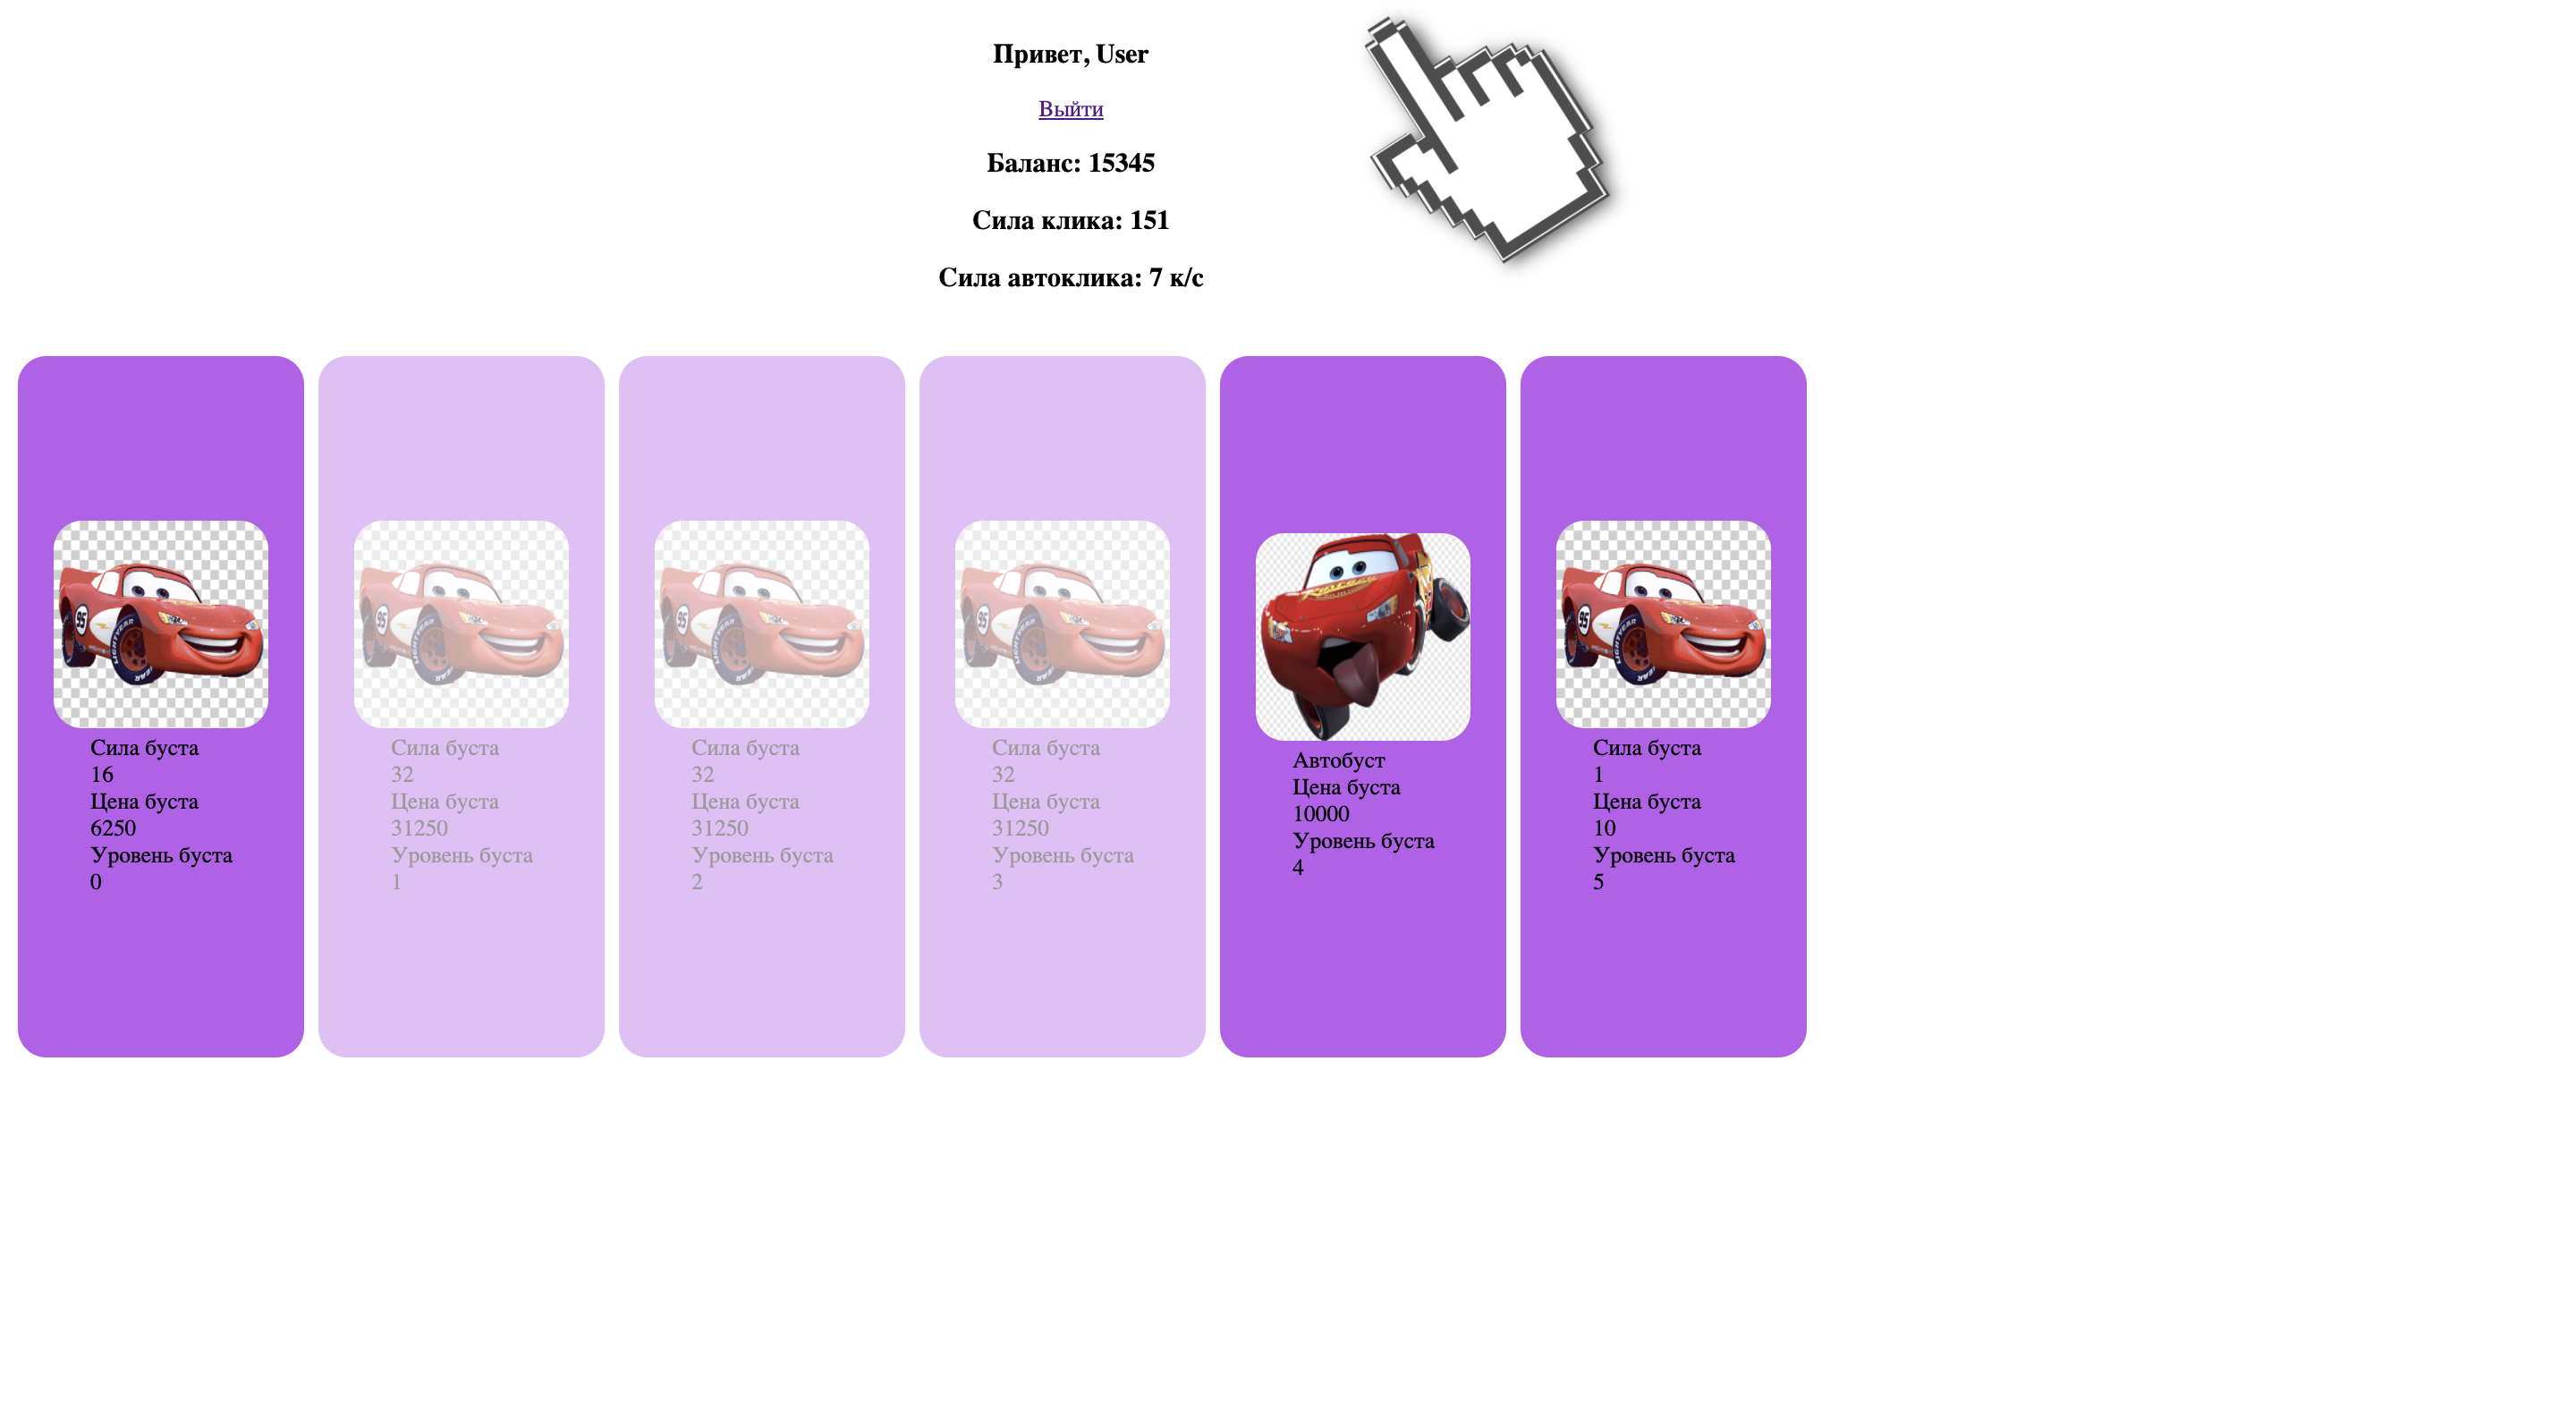 Привет, User
Выйти
Баланс: 15345
Сила клика: 151
Сила автоклика: 7 к/с
Сила буста
16
Цена буста
6250
Уровень буста
0
Сила буста
32
Цена буста
31250
Уровень буста
1
Сила буста
32
Цена буста
31250
Уровень буста
2
Сила буста
32
Цена буста
31250
Уровень буста
3
Автобуст
Цена буста
10000
Уровень буста
4
Сила буста
1
Цена буста
10
Уровень буста
5